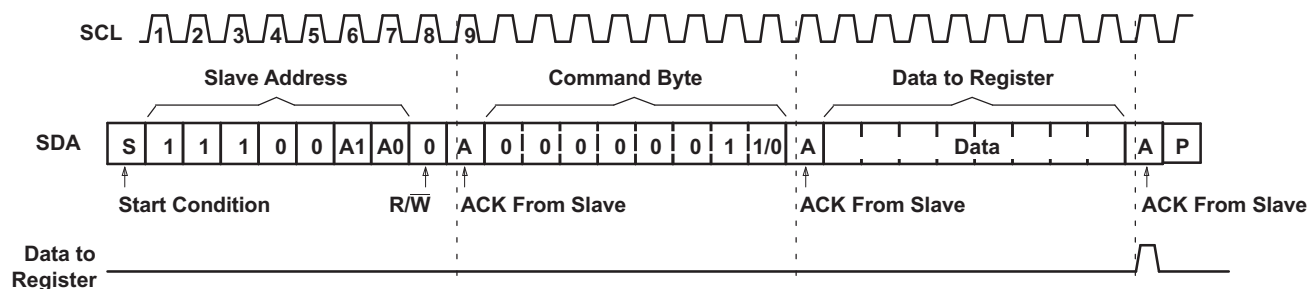 SCL 1 2 3 4 5 6 7 8 9
Slave Address Command Byte Data to Register
SDA S 1 1 1 0 0 A1 A0 0 A 0 0 0 0 0 0 1 1/0 A Data A P
Start Condition R/W̅ ACK From Slave ACK From Slave ACK From Slave
Data to
Register